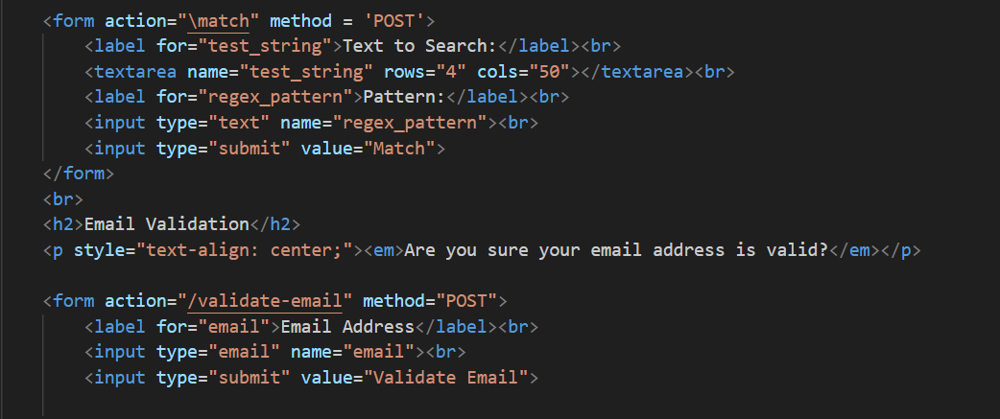 <form action="\match" method = 'POST'>
<label for="test_string">Text to Search:</label><br>
<textarea name="test_string" rows="4" cols="50"></textarea><br>
<label for="regex_pattern">Pattern:</label><br>
<input type="text" name="regex_pattern"><br>
<input type="submit" value="Match">
</form>
<br>
<h2>Email Validation</h2>
<p style="text-align: center;"><em>Are you sure your email address is valid?</em></p>
<form action="/validate-email" method="POST">
<label for="email">Email Address</label><br>
<input type="email" name="email"><br>
<input type="submit" value="Validate Email">